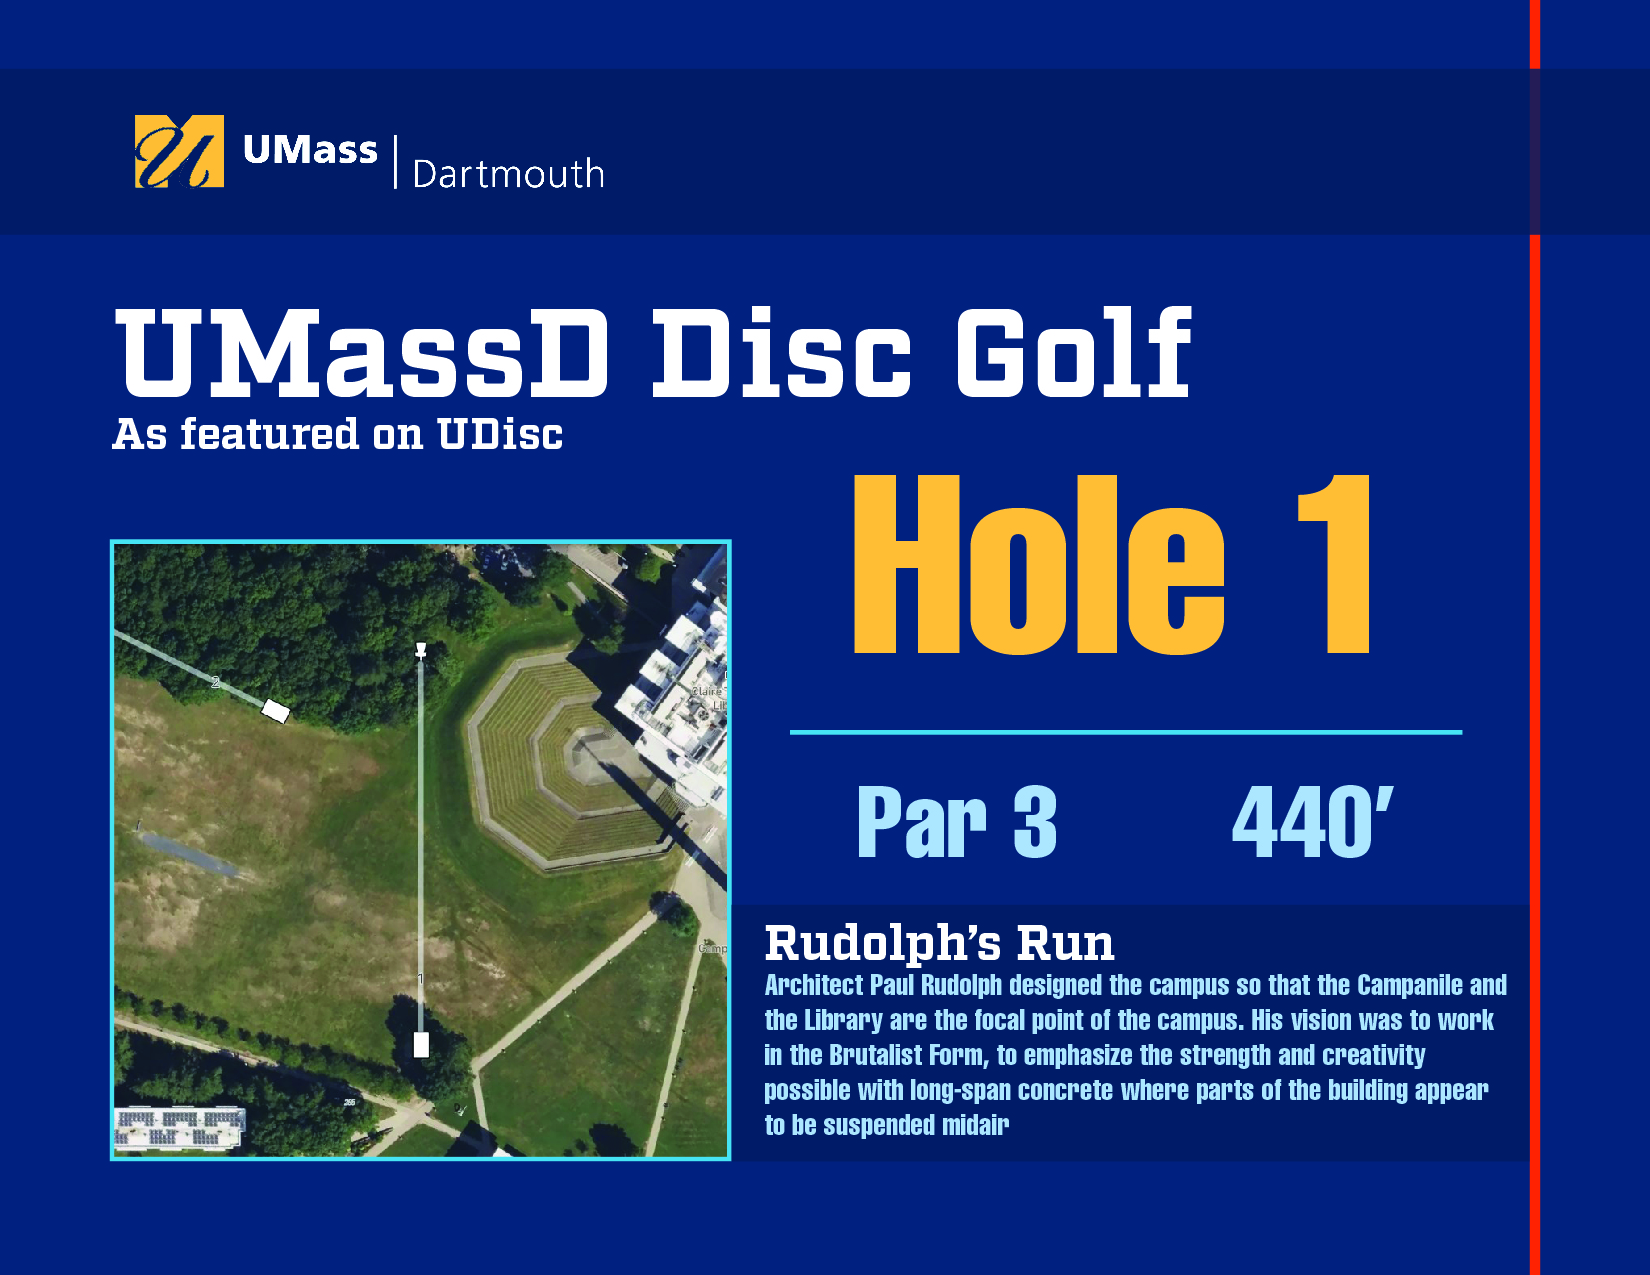 UMass
Dartmouth
UMassD Disc Golf
As featured on UDisc
Hole 1
Par 3 440′
2
1
Claire
Rudolph’s Run
Architect Paul Rudolph designed the campus so that the Campanile and
the Library are the focal point of the campus. His vision was to work
in the Brutalist Form, to emphasize the strength and creativity
possible with long-span concrete where parts of the building appear
to be suspended midair